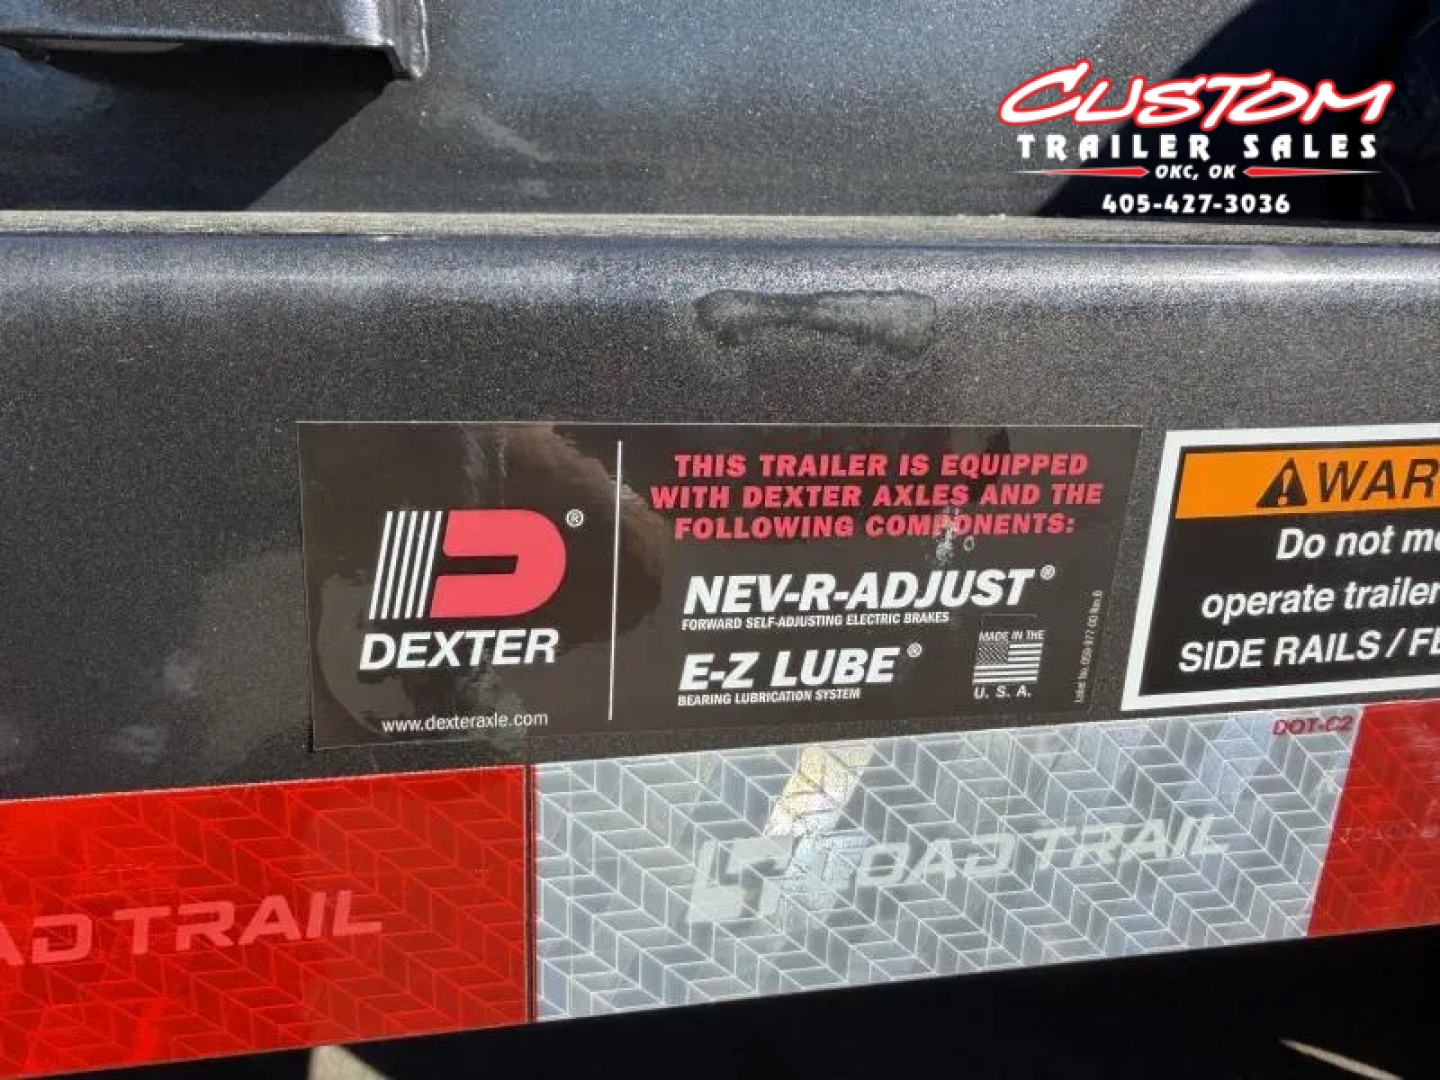 CUSTOM
TRAILER SALES
OKC, OK
405-427-3036
DEXTER
®
www.dexteraxle.com
THIS TRAILER IS EQUIPPED
WITH DEXTER AXLES AND THE
FOLLOWING COMPONENTS:
NEV-R-ADJUST®
FORWARD SELF-ADJUSTING ELECTRIC BRAKES
E-Z LUBE®
BEARING LUBRICATION SYSTEM
MADE IN THE
U. S. A.
WAR
Do not mo
operate trailer
SIDE RAILS / FE
DOT-C2
AD TRAIL
LOAD TRAIL